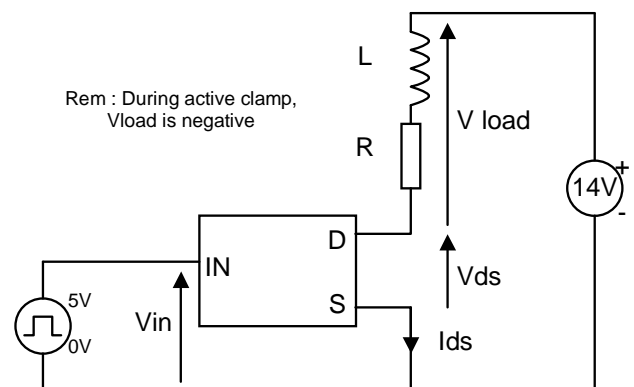 L
Rem : During active clamp,
Vload is negative
V load
R
14V
+
-
D
IN
Vds
S
5V
0V
Vin
Ids